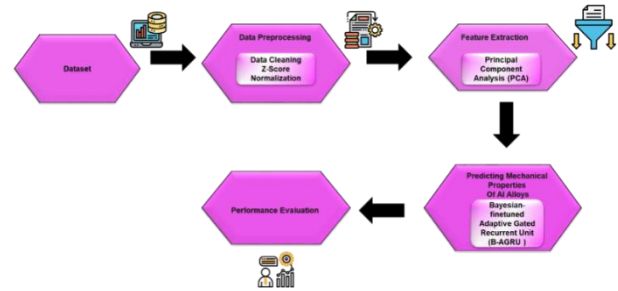 Dataset
Data Preprocessing
Data Cleaning
Z-Score
Normalization
Feature Extraction
Principal
Component
Analysis (PCA)
Predicting Mechanical
Properties
Of Al Alloys
Bayesian-
finetuned
Adaptive Gated
Recurrent Unit
(B-AGRU )
Performance Evaluation